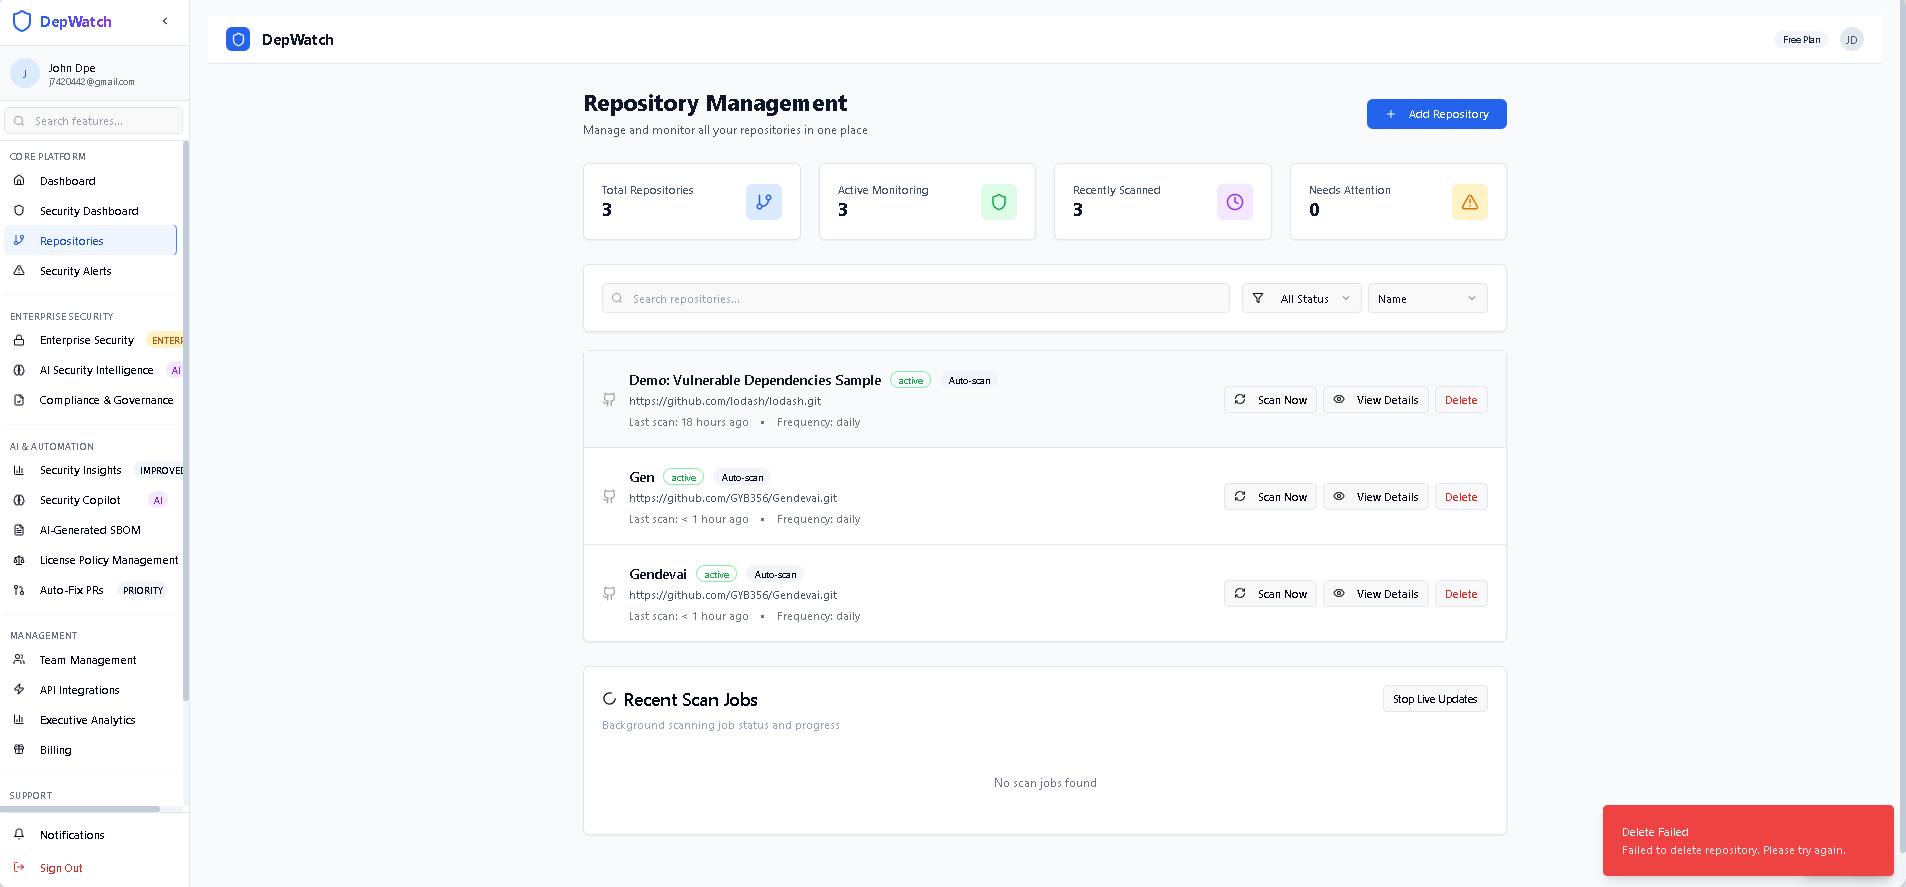 DepWatch
J
John Dpe
j7420442@gmail.com
Search features...
CORE PLATFORM
Dashboard
Security Dashboard
Repositories
Security Alerts
ENTERPRISE SECURITY
Enterprise Security ENTERP
AI Security Intelligence AI
Compliance & Governance
AI & AUTOMATION
Security Insights IMPROVED
Security Copilot AI
AI-Generated SBOM
License Policy Management
Auto-Fix PRs PRIORITY
MANAGEMENT
Team Management
API Integrations
Executive Analytics
Billing
SUPPORT
Notifications
Sign Out
DepWatch
Free Plan JD
Repository Management
Manage and monitor all your repositories in one place
+ Add Repository
Total Repositories
3
Active Monitoring
3
Recently Scanned
3
Needs Attention
0
Search repositories...
All Status
Name
Demo: Vulnerable Dependencies Sample active Auto-scan
https://github.com/lodash/lodash.git
Last scan: 18 hours ago • Frequency: daily
Scan Now View Details Delete
Gen active Auto-scan
https://github.com/GYB356/Gendevai.git
Last scan: < 1 hour ago • Frequency: daily
Scan Now View Details Delete
Gendevai active Auto-scan
https://github.com/GYB356/Gendevai.git
Last scan: < 1 hour ago • Frequency: daily
Scan Now View Details Delete
Recent Scan Jobs
Background scanning job status and progress
Stop Live Updates
No scan jobs found
Delete Failed
Failed to delete repository. Please try again.